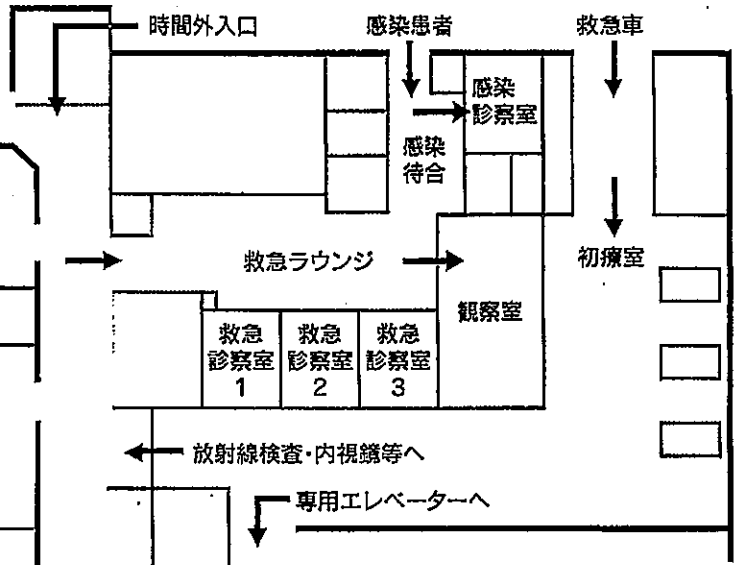 時間外入口
感染患者
救急車
感染
診察室
感染
待合
救急ラウンジ
初療室
観察室
救急
診察室
1
救急
診察室
2
救急
診察室
3
放射線検査・内視鏡等へ
専用エレベーターへ